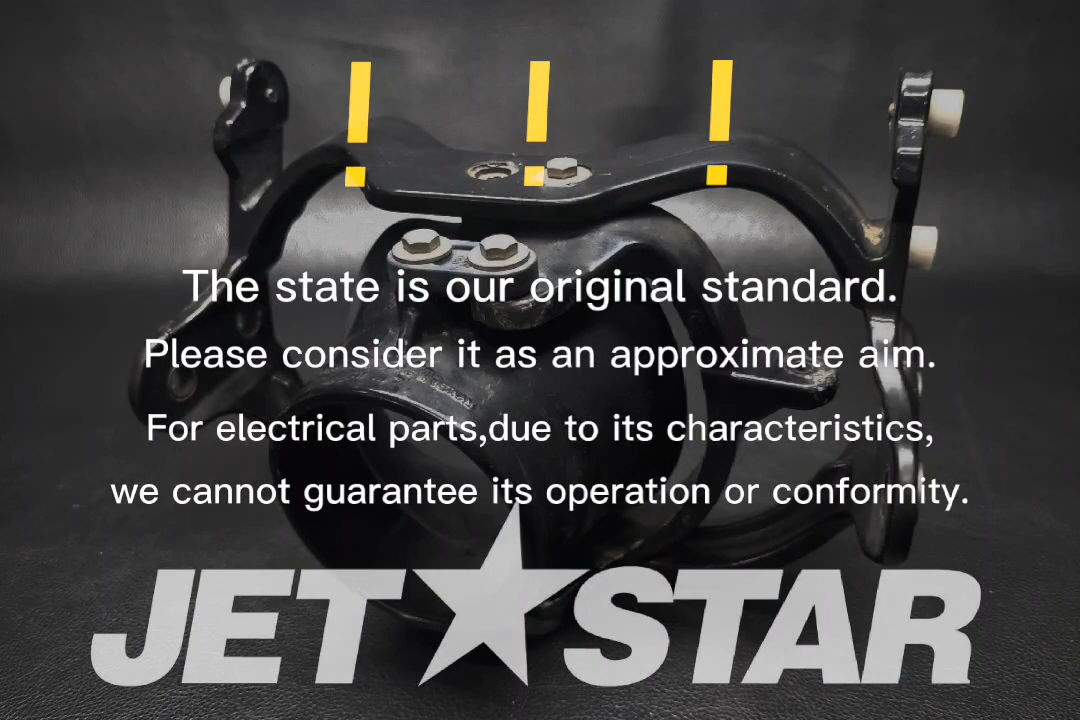 ! ! !
The state is our original standard.
Please consider it as an approximate aim.
For electrical parts,due to its characteristics,
we cannot guarantee its operation or conformity.
JET★STAR